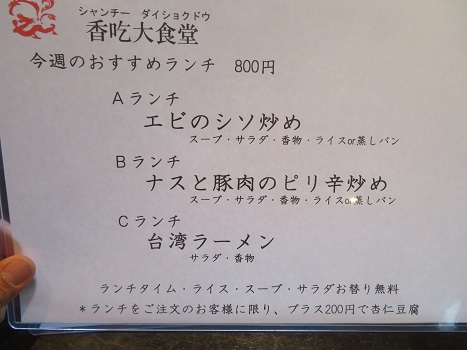 シャンチー ダイショクドウ
香吃大食堂
今週のおすすめランチ 800円
Aランチ
エビのシソ炒め
スープ・サラダ・香物・ライスor蒸しパン
Bランチ
ナスと豚肉のピリ辛炒め
スープ・サラダ・香物・ライスor蒸しパン
Cランチ
台湾ラーメン
サラダ・香物
ランチタイム・ライス・スープ・サラダお替り無料
*ランチをご注文のお客様に限り、プラス200円で杏仁豆腐